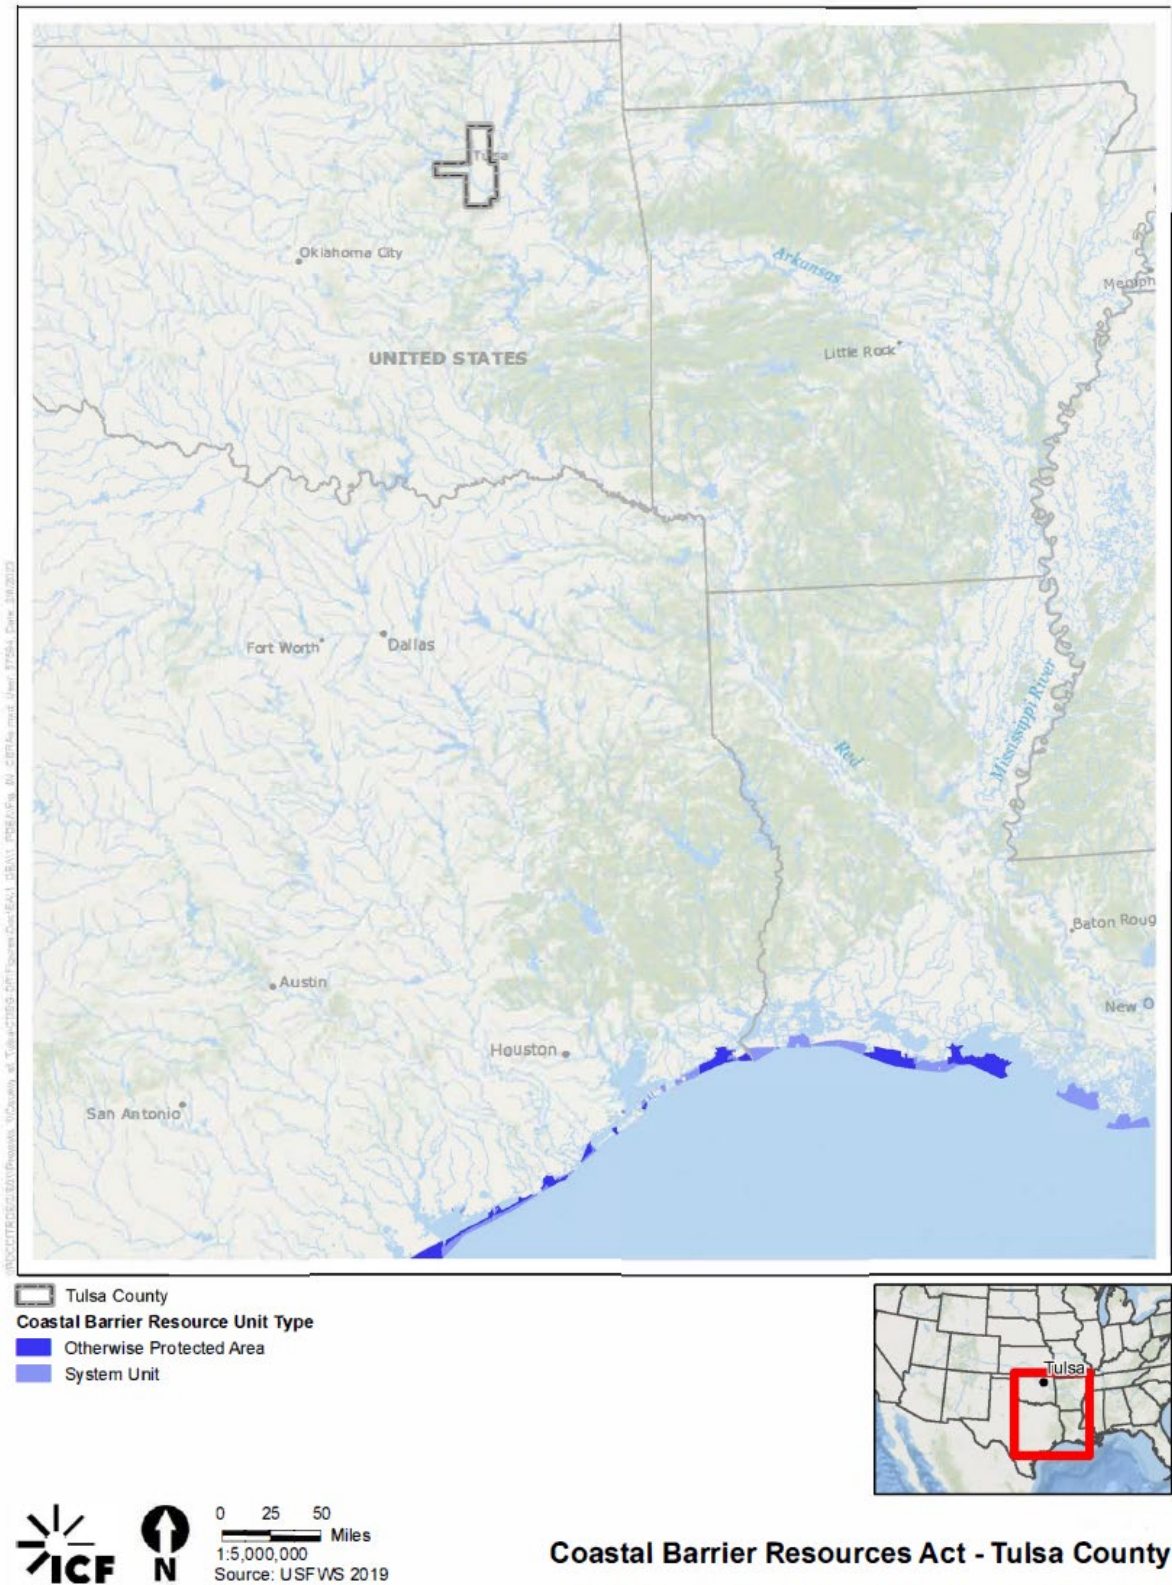 Tulsa
Oklahoma City
Arkansas
Memph
UNITED STATES
Little Rock
Fort Worth
Dallas
Mississippi River
Red
Baton Roug
Austin
New O
Houston
San Antonio
Tulsa County
Coastal Barrier Resource Unit Type
Otherwise Protected Area
System Unit
Tulsa
ICF
N
0 25 50
Miles
1:5,000,000
Source: USFWS 2019
Coastal Barrier Resources Act - Tulsa County